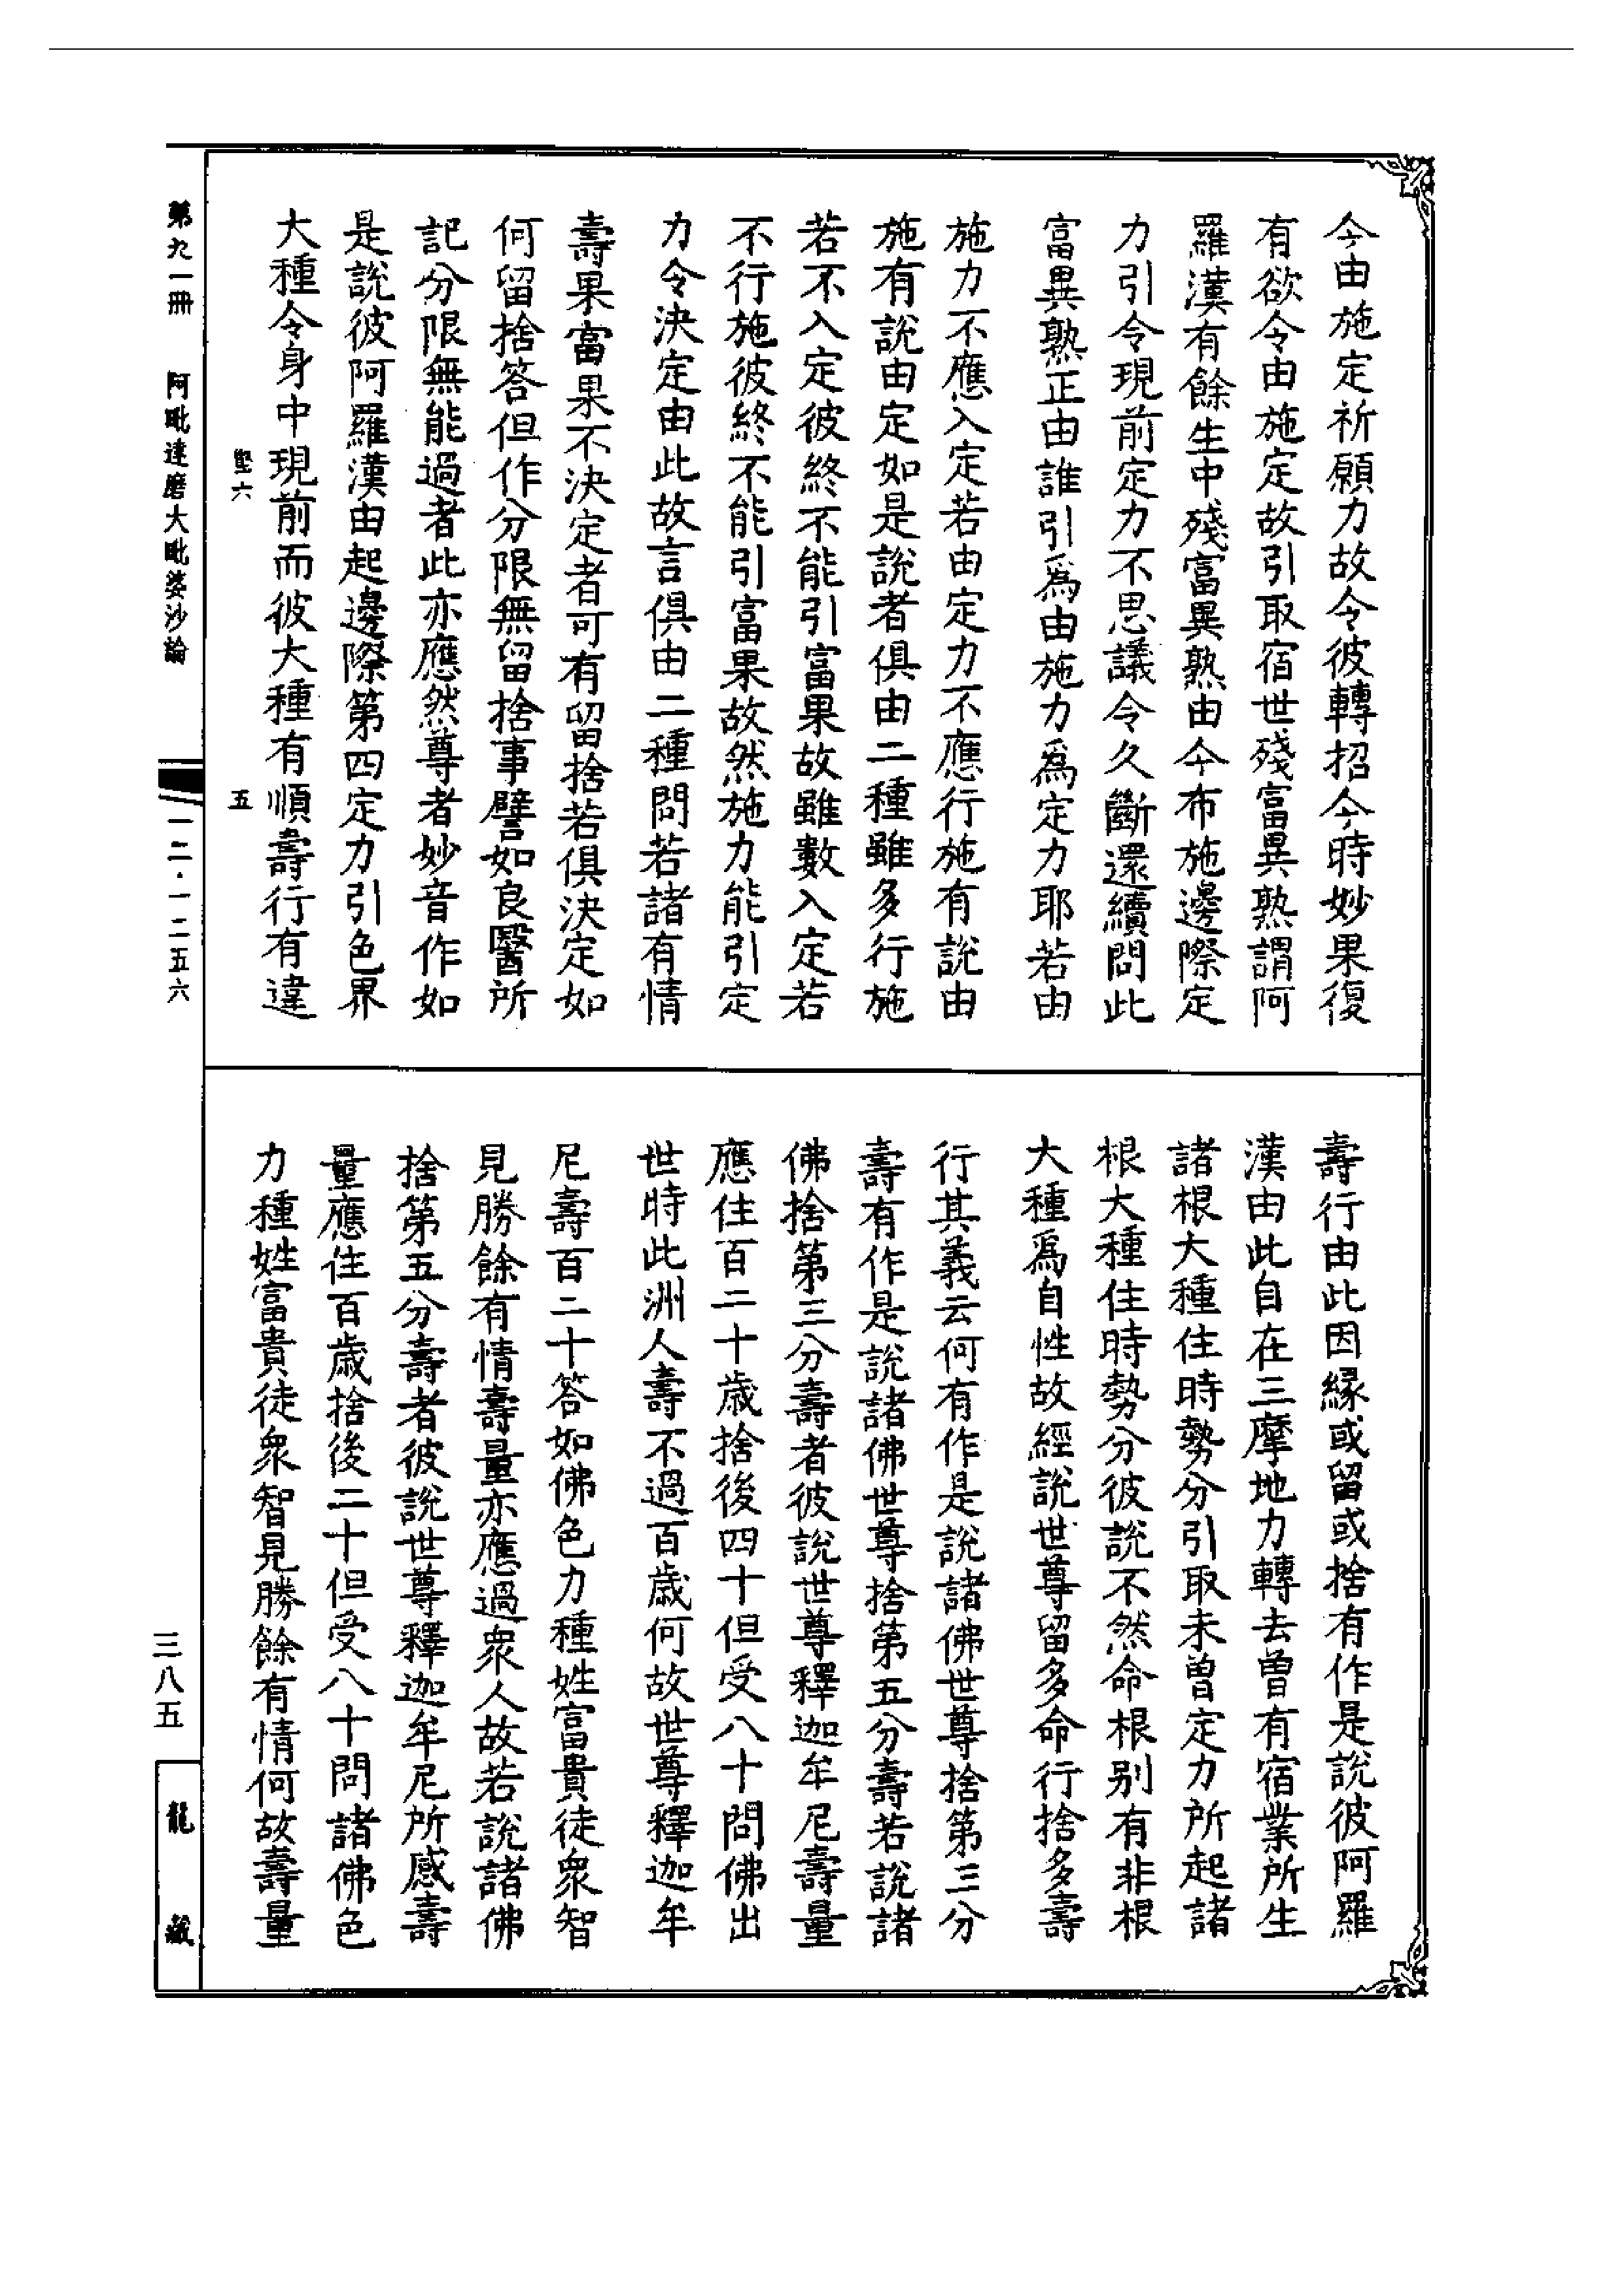 今由施定祈願力故令彼轉招今時妙果復
有欲令由施定故引取宿世殘富異熟謂阿
羅漢有餘生中殘富異熟由今布施邊際定
力引令現前定力不思議令久斷還續問此
富異熟正由誰引爲由施力爲定力耶若由
施力不應入定若由定力不應行施有說由
施有說由定如是說者俱由二種雖多行施
若不入定彼終不能引富果故雖數入定若
不行施彼終不能引富果故然施力能引定
力令決定由此故言俱由二種問若諸有情
壽果富果不決定者可有留捨若俱決定如
何留捨答但作分限無留捨事譬如良醫所
記分限無能過者此亦應然尊者妙音作如
是說彼阿羅漢由起邊際第四定力引色界
大種令身中現前而彼大種有順壽行有違
壽行由此因緣或留或捨有作是說彼阿羅
漢由此自在三摩地力轉去曾有宿業所生
諸根大種住時勢分引取未曾定力所起諸
根大種住時勢分彼說不然命根別有非根
大種爲自性故經說世尊留多命行捨多壽
行其義云何有作是說諸佛世尊捨第三分
壽有作是說諸佛世尊捨第五分壽若說諸
佛捨第三分壽者彼說世尊釋迦牟尼壽量
應住百二十歲捨後四十但受八十問佛出
世時此洲人壽不過百歲何故世尊釋迦牟
尼壽百二十答如佛色力種姓富貴徒衆智
見勝餘有情壽量亦應過衆人故若說諸佛
捨第五分壽者彼說世尊釋迦牟尼所感壽
量應住百歲捨後二十但受八十問諸佛色
力種姓富貴徒衆智見勝餘有情何故壽量
堅六
五
第九一冊
阿毗達磨大毗婆沙論
一二·一二五六
三八五
龍藏